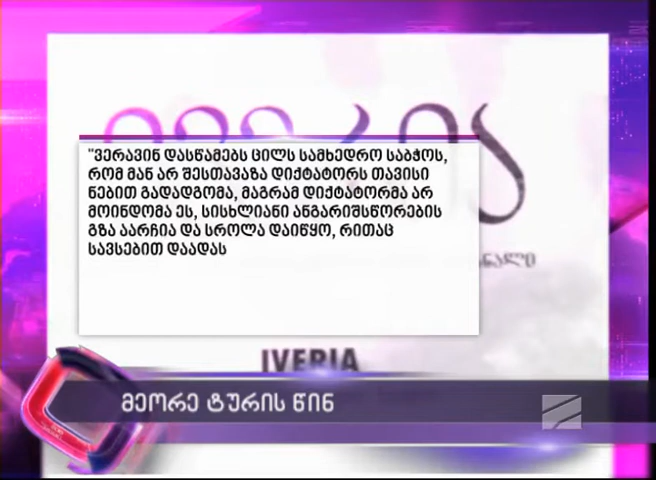 "ვერავინ დასწამებს ცილს სამხედრო საბჭოს,
რომ მან არ შესთავაზა დიქტატორს თავისი
ნებით გადადგომა, მაგრამ დიქტატორმა არ
მოინდომა ეს, სისხლიანი ანგარიშსწორების
გზა აარჩია და სროლა დაიწყო, რითაც
სავსებით დაადას
IVERIA
მეორე ტურის წინ